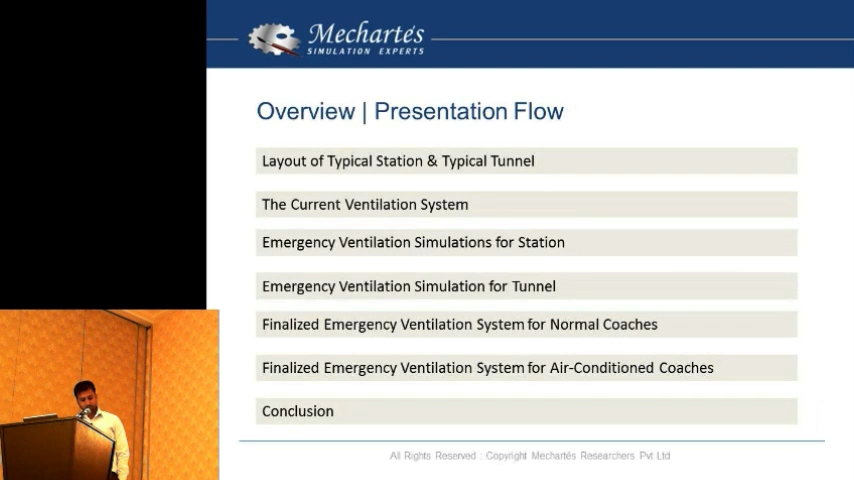 Mechartés
SIMULATION EXPERTS
Overview | Presentation Flow
Layout of Typical Station & Typical Tunnel
The Current Ventilation System
Emergency Ventilation Simulations for Station
Emergency Ventilation Simulation for Tunnel
Finalized Emergency Ventilation System for Normal Coaches
Finalized Emergency Ventilation System for Air-Conditioned Coaches
Conclusion
All Rights Reserved : Copyright Mechartés Researchers Pvt Ltd